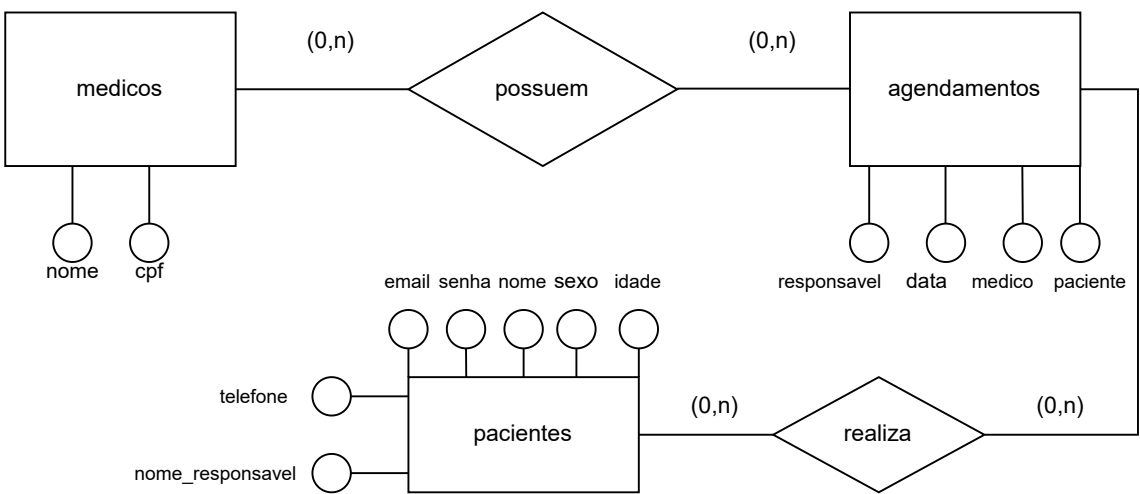 (0,n)
(0,n)
medicos
possuem
agendamentos
nome
cpf
responsavel
data
medico
paciente
email
senha
nome
sexo
idade
telefone
(0,n)
(0,n)
pacientes
realiza
nome_responsavel